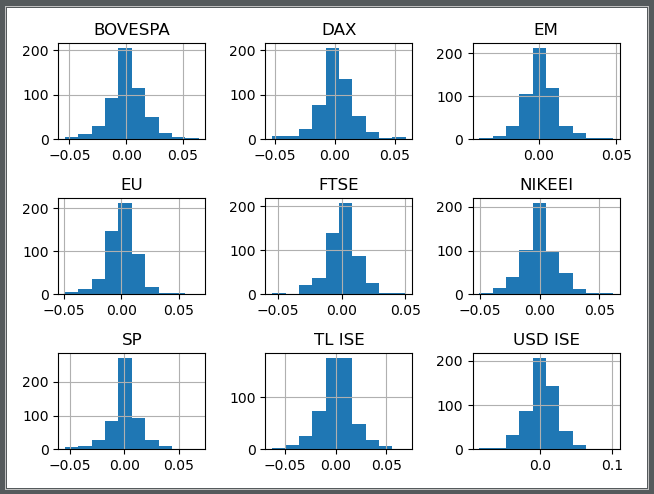 BOVESPA DAX EM
200 200 200
100 100 100
0 0 0
−0.05 0.00 0.05 −0.05 0.00 0.05 0.00 0.05
EU FTSE NIKEEI
200 200 200
100 100 100
0 0 0
−0.05 0.00 0.05 −0.05 0.00 0.05 −0.05 0.00 0.05
SP TL ISE USD ISE
200 100 200
100 0 100
0 0
−0.05 0.00 0.05 −0.05 0.00 0.05 0.0 0.1